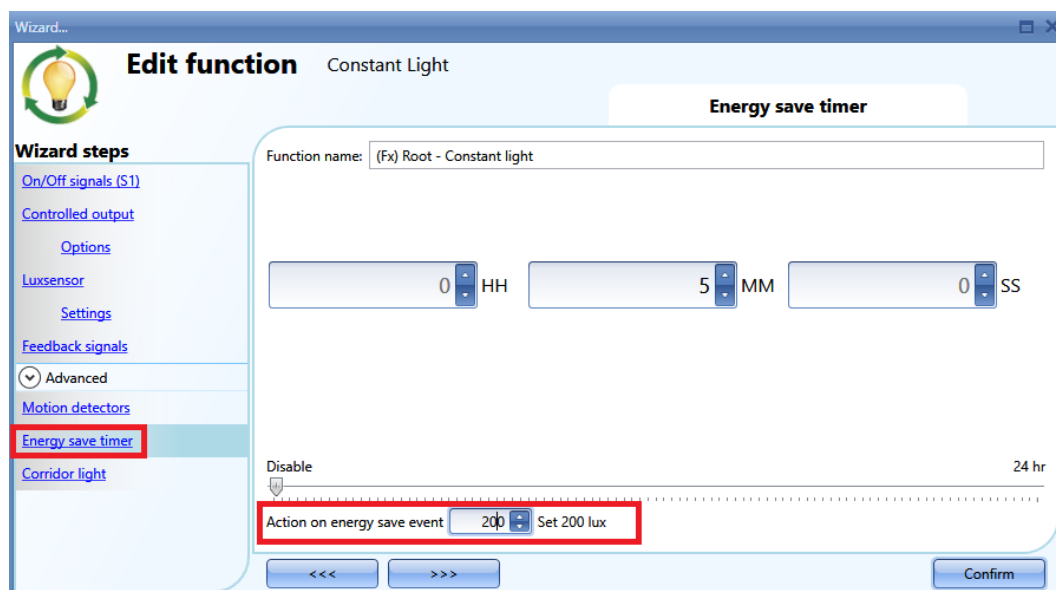 Wizard...
Edit function Constant Light
Energy save timer
Wizard steps
On/Off signals (S1)
Controlled output
Options
Luxsensor
Settings
Feedback signals
Advanced
Motion detectors
Energy save timer
Corridor light
Function name: (Fx) Root - Constant light
0 HH 5 MM 0 SS
Disable 24 hr
Action on energy save event 200 Set 200 lux
<<< >>> Confirm